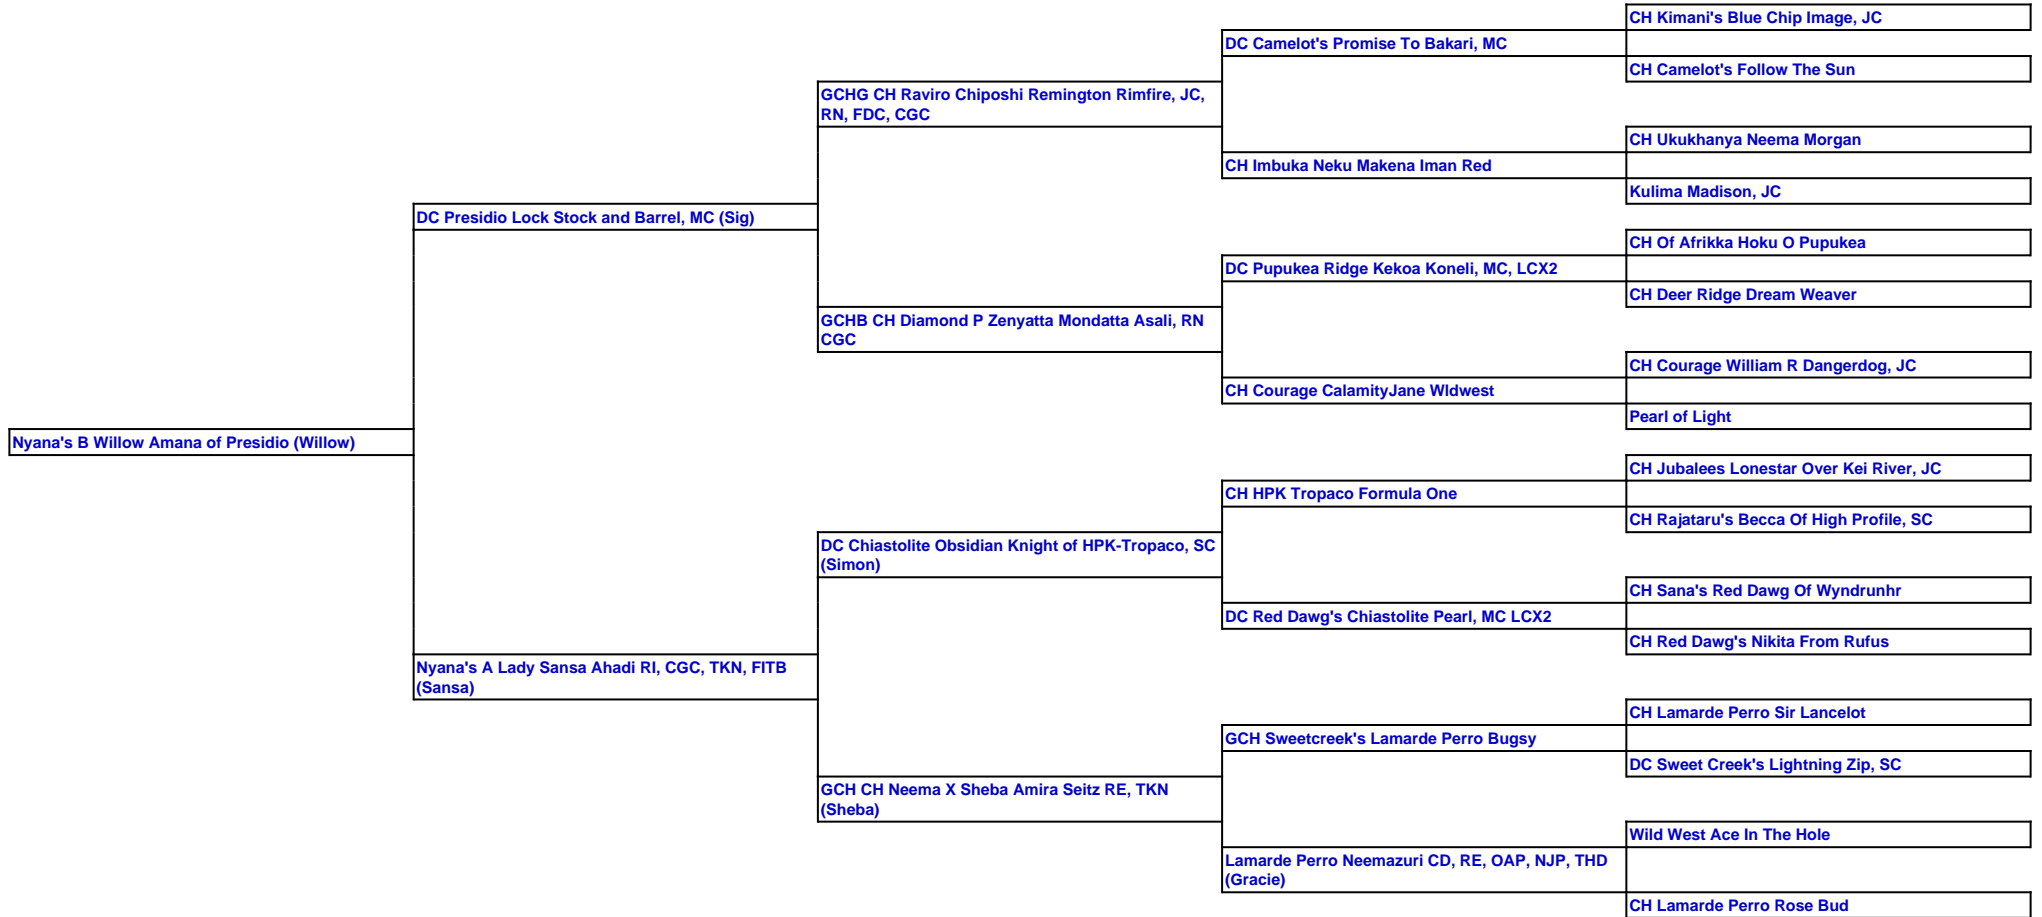 CH Kimani's Blue Chip Image, JC
DC Camelot's Promise To Bakari, MC
CH Camelot's Follow The Sun
GCHG CH Raviro Chiposhi Remington Rimfire, JC,
RN, FDC, CGC
CH Ukukhanya Neema Morgan
CH Imbuka Neku Makena Iman Red
Kulima Madison, JC
DC Presidio Lock Stock and Barrel, MC (Sig)
CH Of Afrikka Hoku O Pupukea
DC Pupukea Ridge Kekoa Koneli, MC, LCX2
CH Deer Ridge Dream Weaver
GCHB CH Diamond P Zenyatta Mondatta Asali, RN
CGC
CH Courage William R Dangerdog, JC
CH Courage CalamityJane Wldwest
Pearl of Light
Nyana's B Willow Amana of Presidio (Willow)
CH Jubalees Lonestar Over Kei River, JC
CH HPK Tropaco Formula One
CH Rajataru's Becca Of High Profile, SC
DC Chiastolite Obsidian Knight of HPK-Tropaco, SC
(Simon)
CH Sana's Red Dawg Of Wyndrunhr
DC Red Dawg's Chiastolite Pearl, MC LCX2
CH Red Dawg's Nikita From Rufus
Nyana's A Lady Sansa Ahadi RI, CGC, TKN, FITB
(Sansa)
CH Lamarde Perro Sir Lancelot
GCH Sweetcreek's Lamarde Perro Bugsy
DC Sweet Creek's Lightning Zip, SC
GCH CH Neema X Sheba Amira Seitz RE, TKN
(Sheba)
Wild West Ace In The Hole
Lamarde Perro Neemazuri CD, RE, OAP, NJP, THD
(Gracie)
CH Lamarde Perro Rose Bud